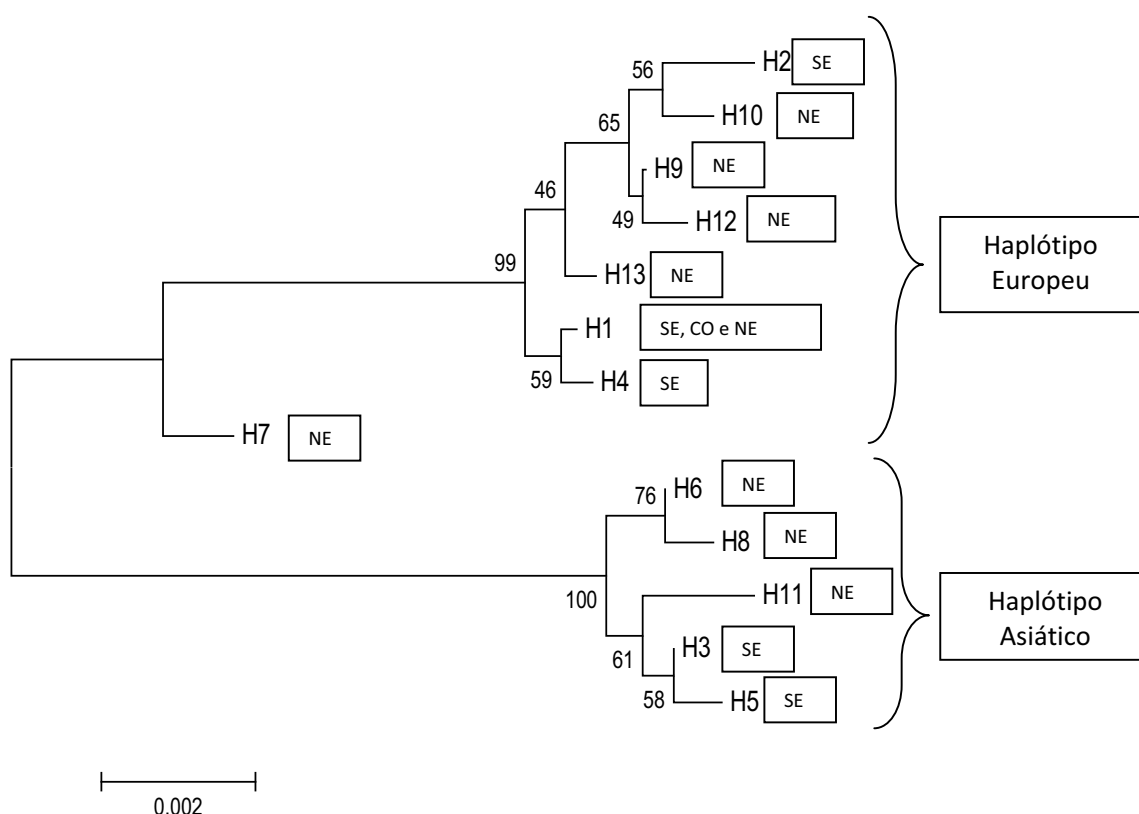 56
H2 SE
H10 NE
65
H9 NE
46
49
H12 NE
99
H13 NE
H1 SE, CO e NE
59
H4 SE
H7 NE
Haplótipo
Europeu
76
H6 NE
H8 NE
100
H11 NE
61
H3 SE
58
H5 SE
Haplótipo
Asiático
0.002